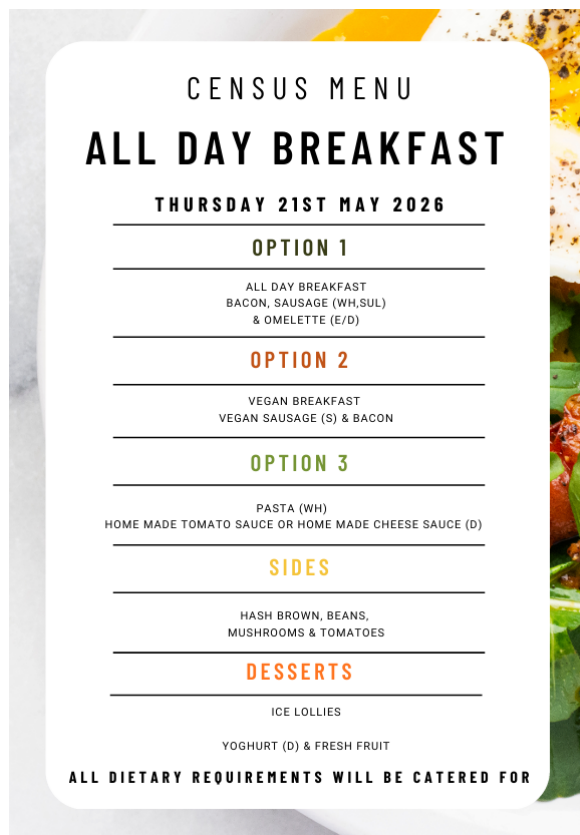 CENSUS MENU
ALL DAY BREAKFAST
THURSDAY 21ST MAY 2026
OPTION 1
ALL DAY BREAKFAST
BACON, SAUSAGE (WH,SUL)
& OMELETTE (E/D)
OPTION 2
VEGAN BREAKFAST
VEGAN SAUSAGE (S) & BACON
OPTION 3
PASTA (WH)
HOME MADE TOMATO SAUCE OR HOME MADE CHEESE SAUCE (D)
SIDES
HASH BROWN, BEANS,
MUSHROOMS & TOMATOES
DESSERTS
ICE LOLLIES
YOGHURT (D) & FRESH FRUIT
ALL DIETARY REQUIREMENTS WILL BE CATERED FOR